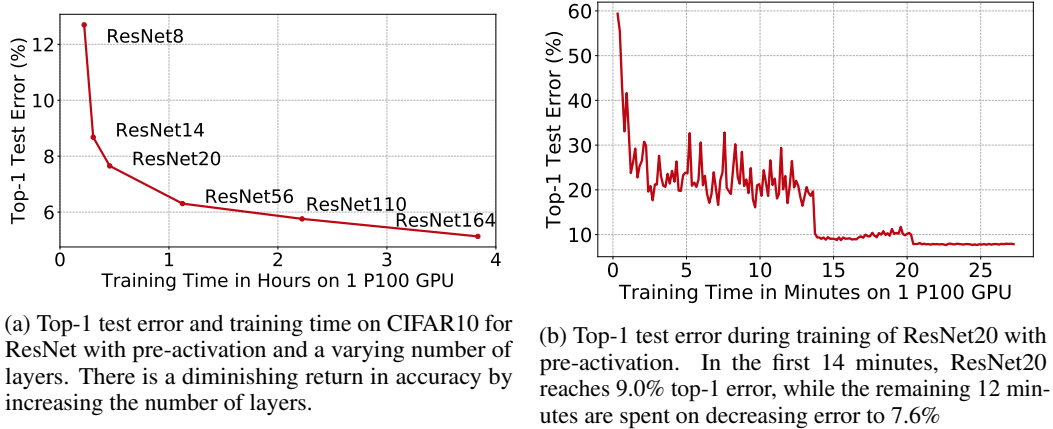 Top-1 Test Error (%)
12
10
8
6
ResNet8
ResNet14
ResNet20
ResNet56
ResNet110
ResNet164
0
1
2
3
4
Training Time in Hours on 1 P100 GPU
(a) Top-1 test error and training time on CIFAR10 for
ResNet with pre-activation and a varying number of
layers. There is a diminishing return in accuracy by
increasing the number of layers.
Top-1 Test Error (%)
60
50
40
30
20
10
0
5
10
15
20
25
Training Time in Minutes on 1 P100 GPU
(b) Top-1 test error during training of ResNet20 with
pre-activation. In the first 14 minutes, ResNet20
reaches 9.0% top-1 error, while the remaining 12 min-
utes are spent on decreasing error to 7.6%